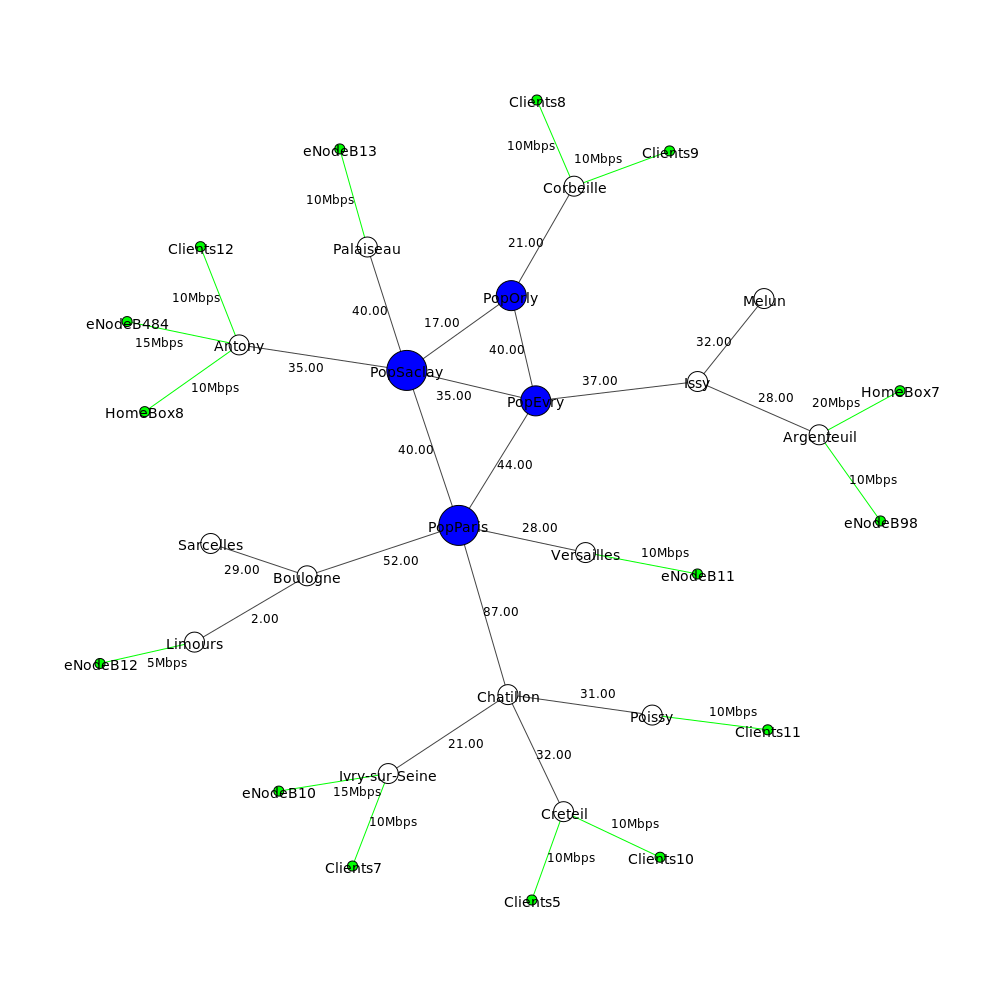 Clients8
10Mbps
eNodeB13
Clients9
10Mbps
Corbeille
10Mbps
Clients12
Palaiseau
21.00
10Mbps
PopOrly
Melun
40.00
17.00
eNodeB484
15Mbps
Antony
32.00
40.00
35.00
PopSaclay
10Mbps
37.00
Issy
HomeBox8
35.00
PopEvry
28.00
20Mbps
HomeBox7
Argenteuil
40.00
44.00
10Mbps
PopParis
28.00
eNodeB98
Sarcelles
Versailles
10Mbps
52.00
29.00
Boulogne
eNodeB11
2.00
87.00
Limours
eNodeB12
5Mbps
Chatillon
31.00
10Mbps
Poissy
Clients11
21.00
32.00
Ivry-sur-Seine
eNodeB10
15Mbps
Creteil
10Mbps
10Mbps
Clients7
10Mbps
Clients10
Clients5